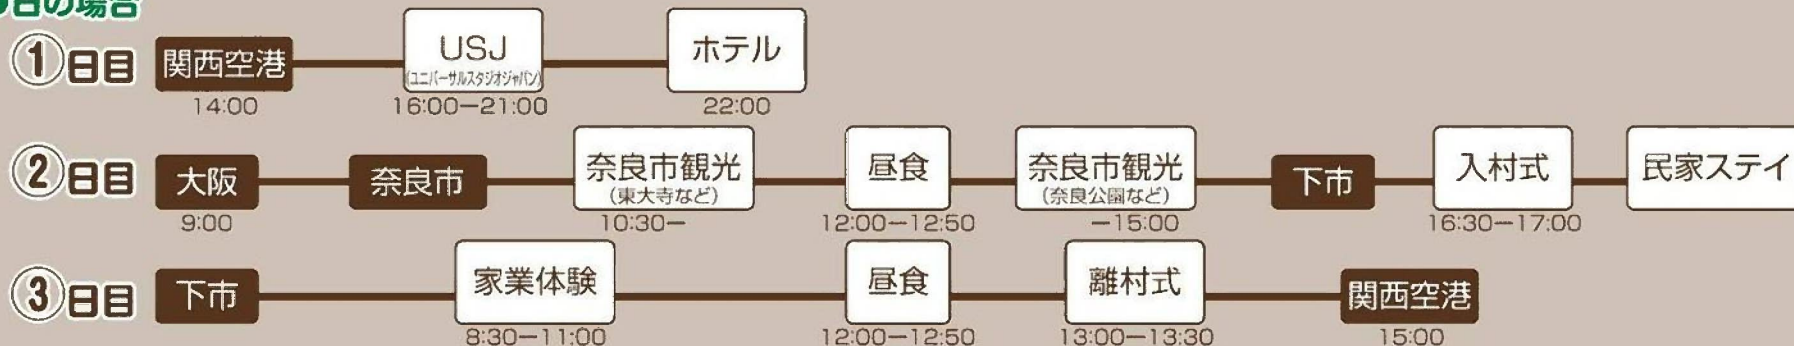 日の場合
①日目
関西空港
14:00
USJ
(ユニバーサルスタジオジャパン)
16:00－21:00
ホテル
22:00
②日目
大阪
9:00
奈良市
奈良市観光
(東大寺など)
10:30－
昼食
12:00－12:50
奈良市観光
(奈良公園など)
－15:00
下市
入村式
16:30－17:00
民家ステイ
③日目
下市
家業体験
8:30－11:00
昼食
12:00－12:50
離村式
13:00－13:30
関西空港
15:00